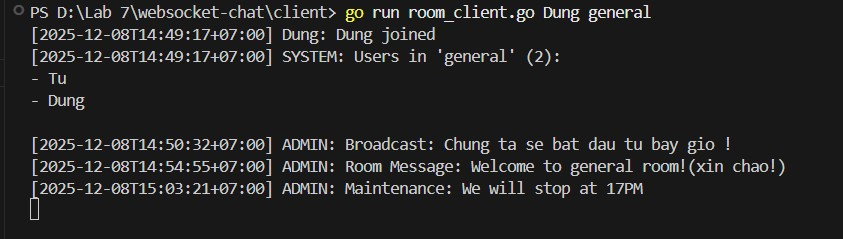 PS D:\Lab 7\websocket-chat\client> go run room_client.go Dung general
[2025-12-08T14:49:17+07:00] Dung: Dung joined
[2025-12-08T14:49:17+07:00] SYSTEM: Users in 'general' (2):
- Tu
- Dung
[2025-12-08T14:50:32+07:00] ADMIN: Broadcast: Chung ta se bat dau tu bay gio !
[2025-12-08T14:54:55+07:00] ADMIN: Room Message: Welcome to general room!(xin chao!)
[2025-12-08T15:03:21+07:00] ADMIN: Maintenance: We will stop at 17PM